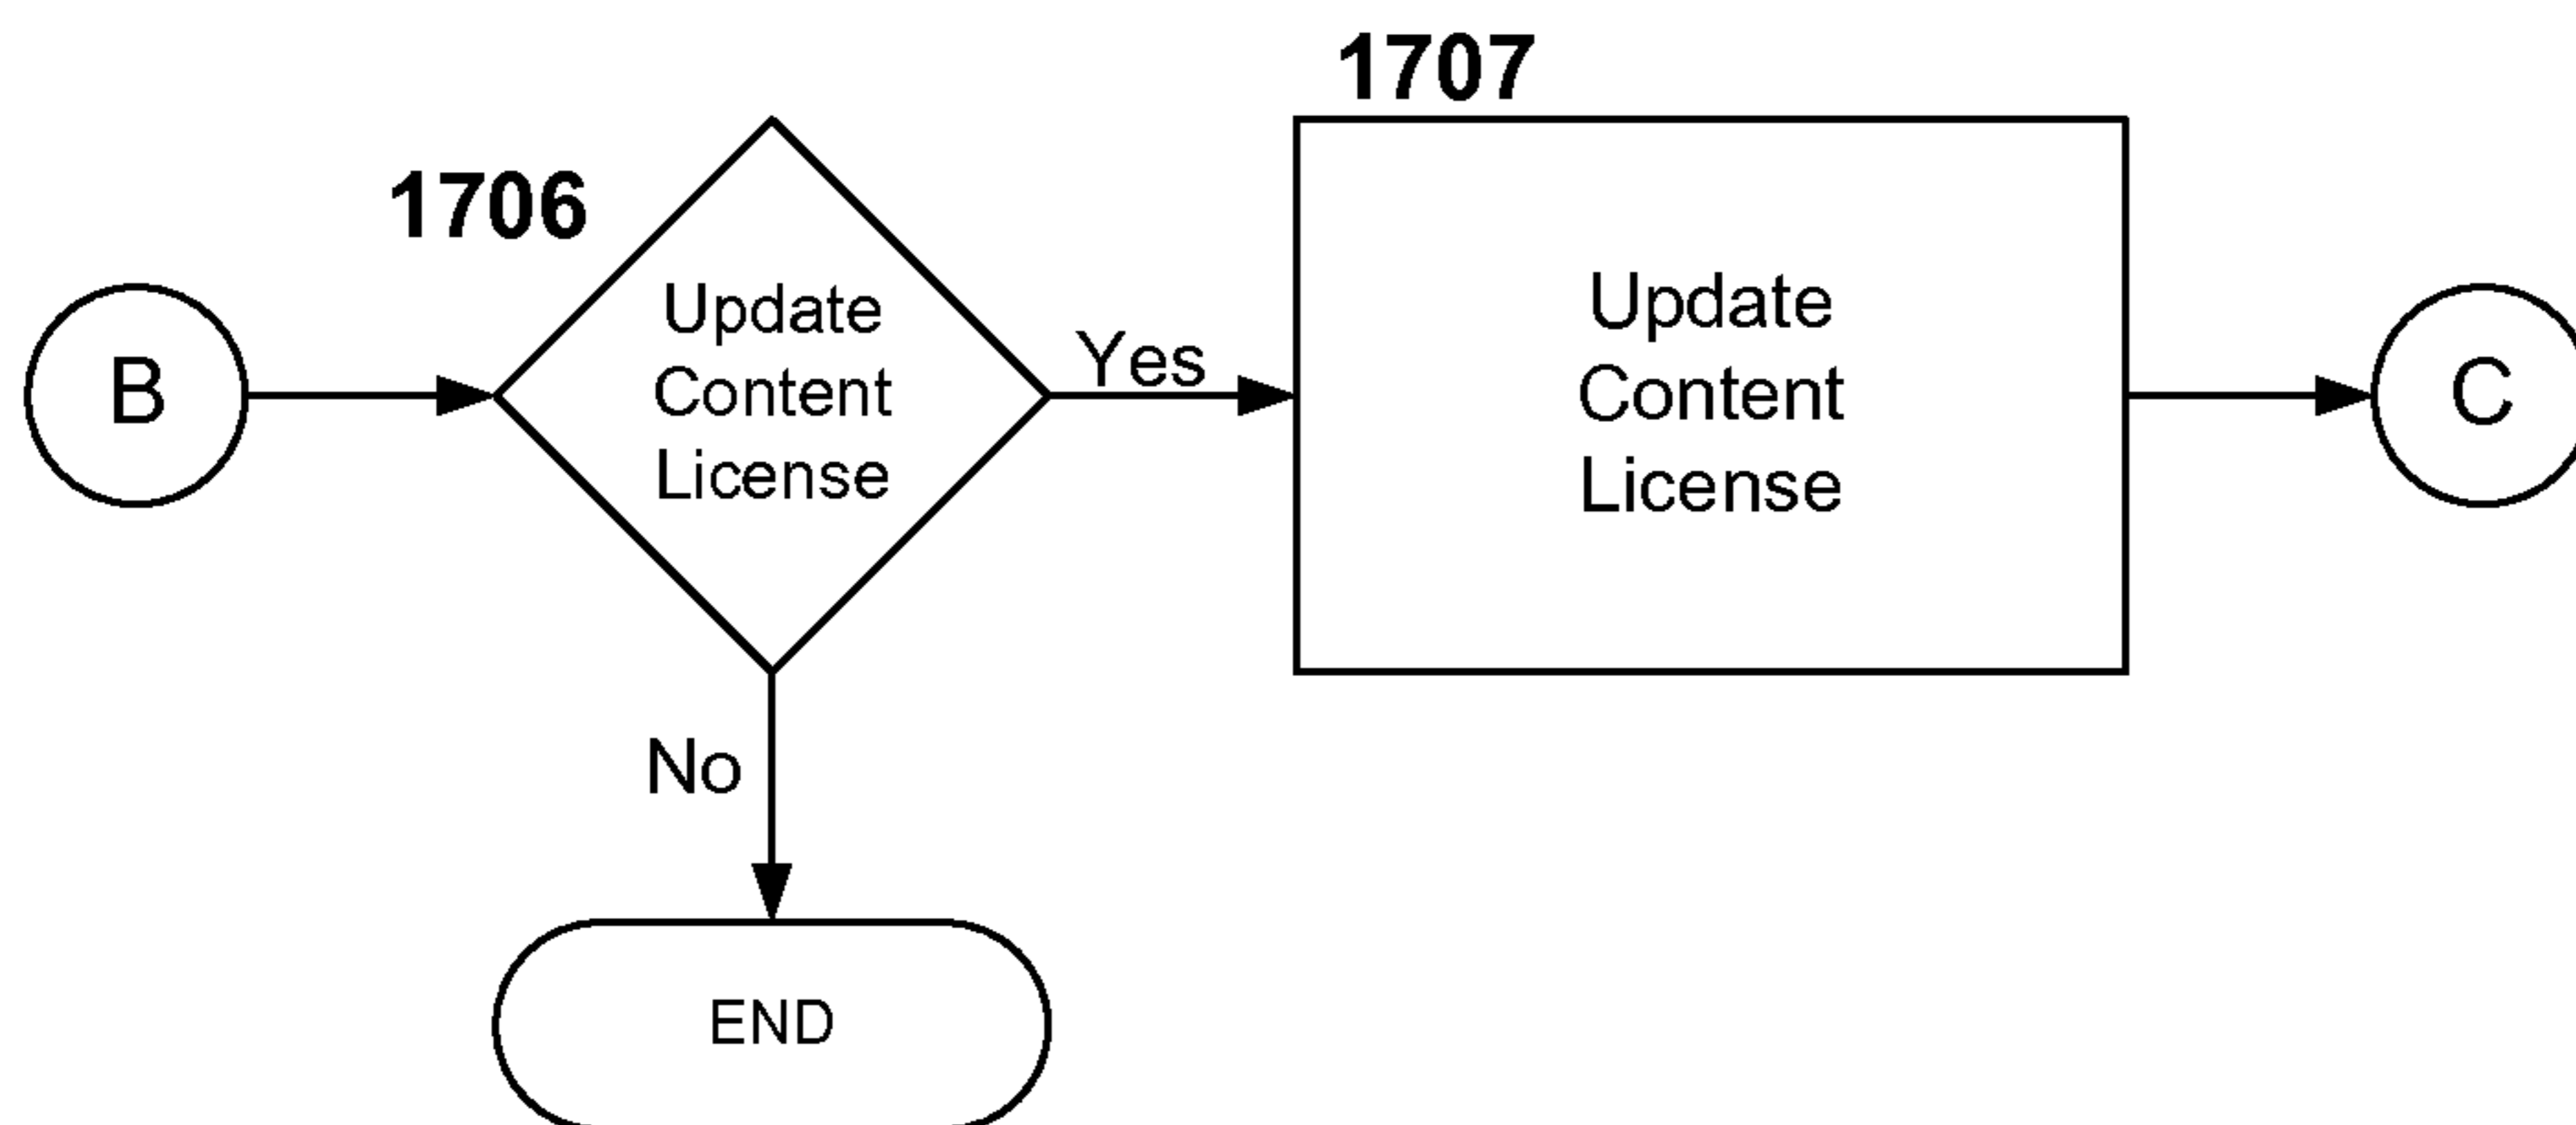 1707
1706
B
Update
Content
License
Yes
Update
Content
License
C
No
END